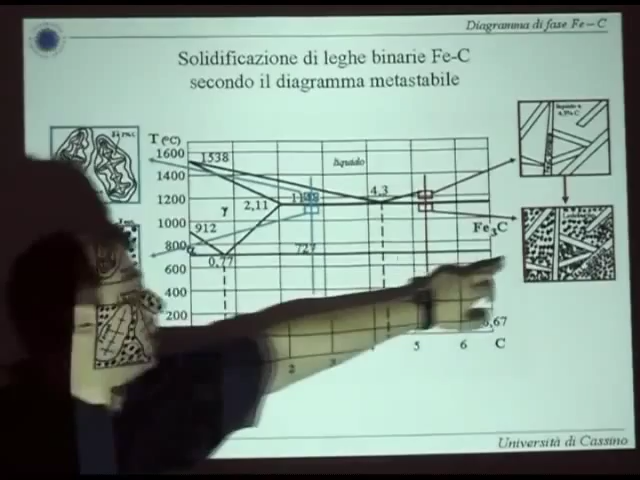 Diagramma di fase Fe – C
Solidificazione di leghe binarie Fe-C
secondo il diagramma metastabile
T (°C)
1600
1538
liquido
1400
1200
2,11
4,3
γ
1000
912
Fe3C
800
727
0,77
600
400
200
6,67
2
3
5
6
C
Università di Cassino